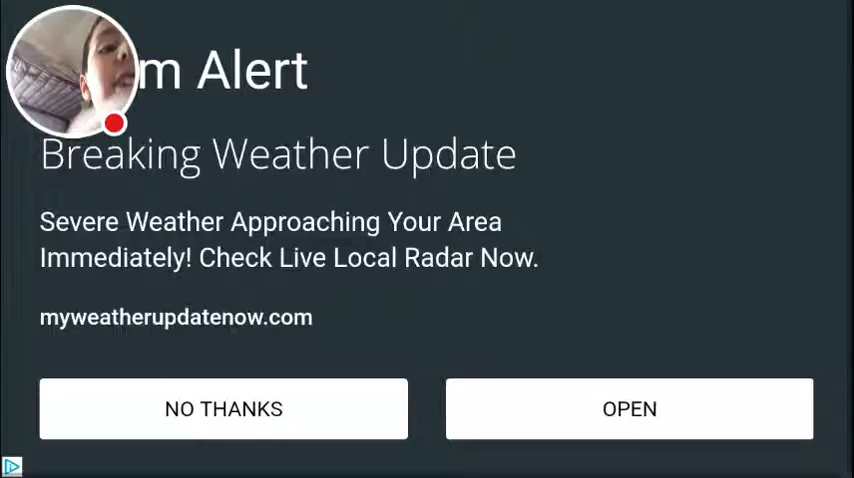 m Alert
Breaking Weather Update
Severe Weather Approaching Your Area
Immediately! Check Live Local Radar Now.
myweatherupdatenow.com
NO THANKS
OPEN